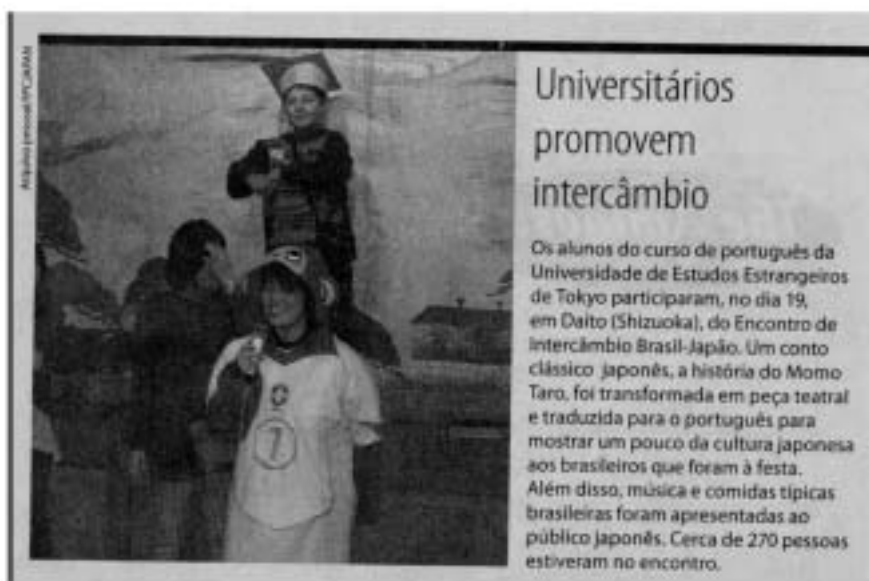 Arquivo pessoal/IPCJAPAN
Universitários
promovem
intercâmbio
Os alunos do curso de português da
Universidade de Estudos Estrangeiros
de Tokyo participaram, no dia 19,
em Daito (Shizuoka), do Encontro de
Intercâmbio Brasil-Japão. Um conto
clássico japonês, a história do Momo
Taro, foi transformada em peça teatral
e traduzida para o português para
mostrar um pouco da cultura japonesa
aos brasileiros que foram à festa.
Além disso, música e comidas típicas
brasileiras foram apresentadas ao
público japonês. Cerca de 270 pessoas
estiveram no encontro.
7